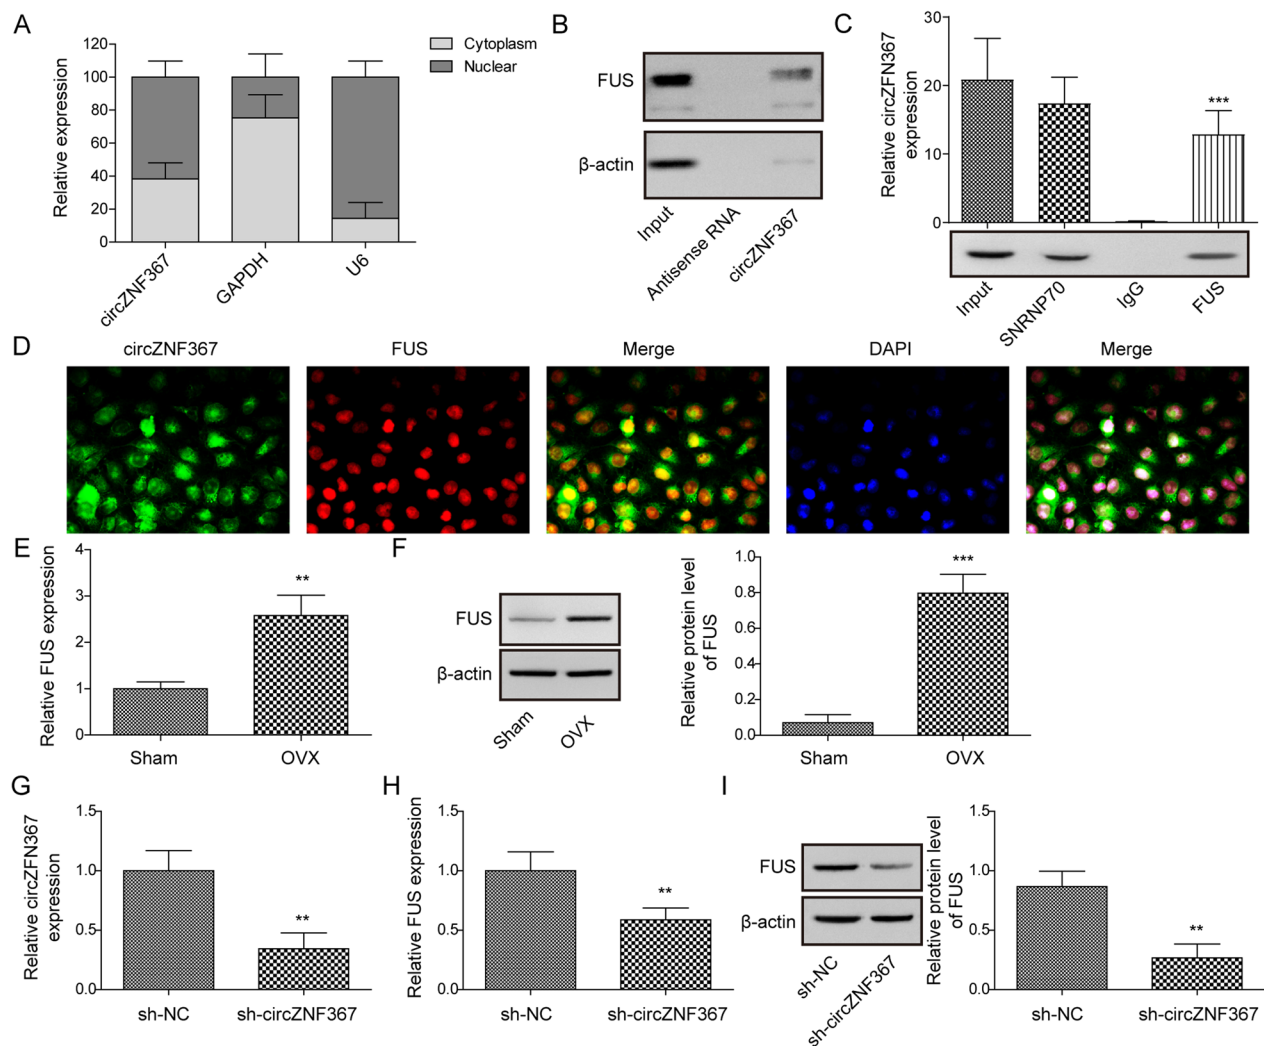 A
Relative expression
120
100
80
60
40
20
0
circZNF367
GAPDH
U6
Cytoplasm
Nuclear
B
FUS
β-actin
Input
Antisense RNA
circZNF367
C
Relative circZFN367
expression
30
20
10
0
***
Input
SNRNP70
IgG
FUS
D
circZNF367
FUS
Merge
DAPI
Merge
E
Relative FUS expression
4
3
2
1
0
**
Sham
OVX
F
FUS
β-actin
Sham
OVX
Relative protein level
of FUS
1.0
0.8
0.6
0.4
0.2
0.0
***
Sham
OVX
G
Relative circZFN367
expression
1.5
1.0
0.5
0.0
**
sh-NC
sh-circZNF367
H
Relative FUS expression
1.5
1.0
0.5
0.0
**
sh-NC
sh-circZNF367
I
FUS
β-actin
sh-NC
sh-circZNF367
Relative protein level
of FUS
1.5
1.0
0.5
0.0
**
sh-NC
sh-circZNF367